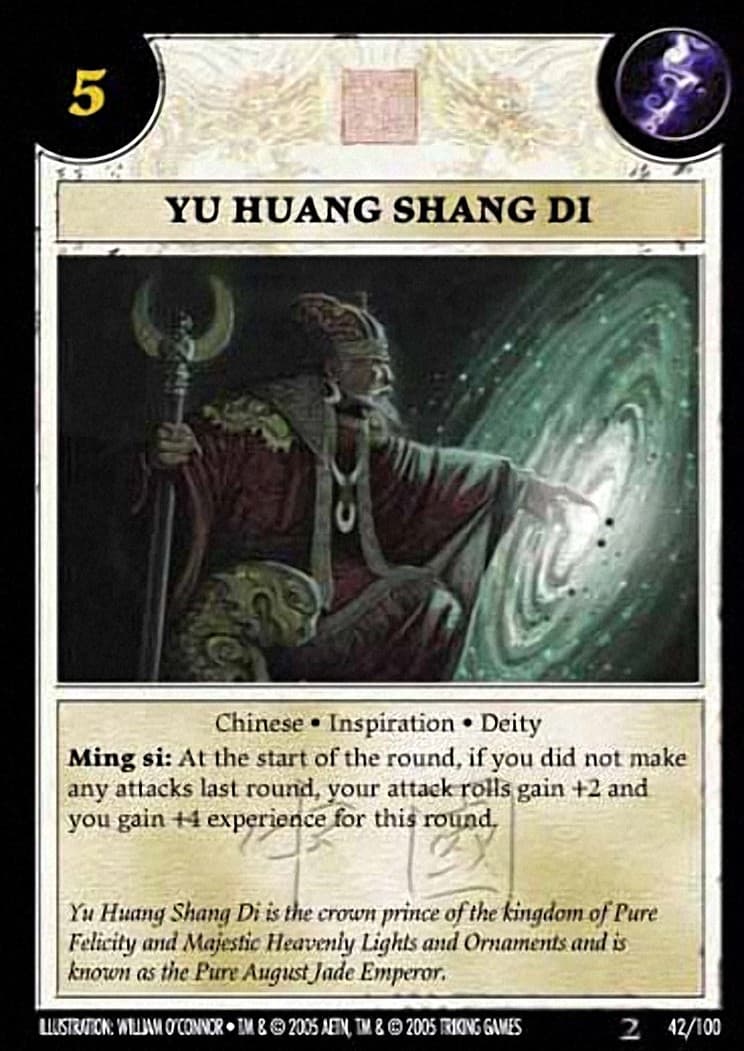 5
YU HUANG SHANG DI
Chinese • Inspiration • Deity
Ming si: At the start of the round, if you did not make
any attacks last round, your attack rolls gain +2 and
you gain +4 experience for this round.
中國
Yu Huang Shang Di is the crown prince of the kingdom of Pure
Felicity and Majestic Heavenly Lights and Ornaments and is
known as the Pure August Jade Emperor.
ILLUSTRATION: WILLIAM O'CONNOR • TM & © 2005 AETN, TM & © 2005 TRIKING GAMES 2 42/100